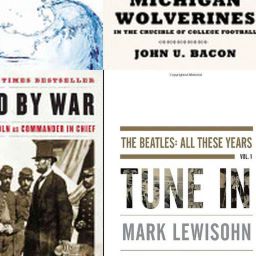 MICHIGAN
WOLVERINES
IN THE CRUCIBLE OF COLLEGE FOOTBALL
JOHN U. BACON
TIMES BESTSELLER
D BY WAR
OLN AS COMMANDER IN CHIEF
THE BEATLES: ALL THESE YEARS
VOL. 1
TUNE IN
MARK LEWISOHN